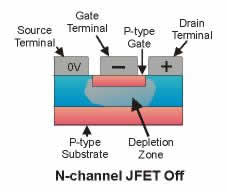 Source
Terminal
Gate
Terminal
P-type
Gate
Drain
Terminal
0V
−
+
P-type
Substrate
Depletion
Zone
N-channel JFET Off